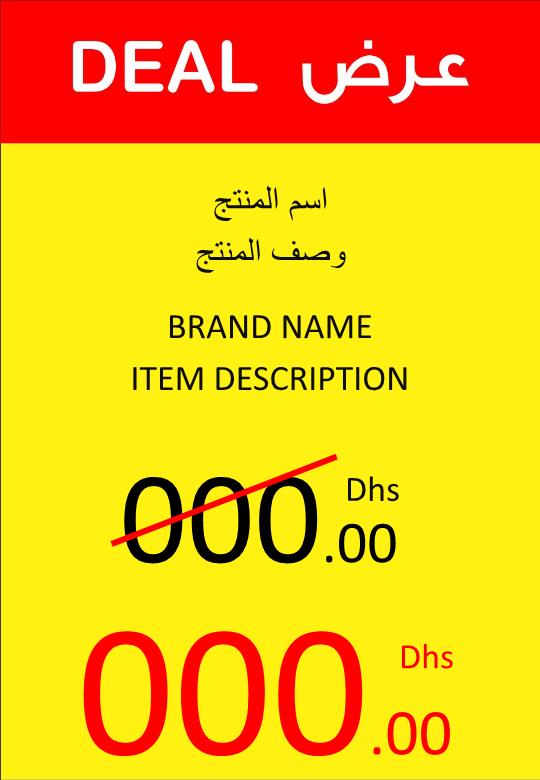 DEAL عرض
اسم المنتج
وصف المنتج
BRAND NAME
ITEM DESCRIPTION
000.00 Dhs
000.00 Dhs